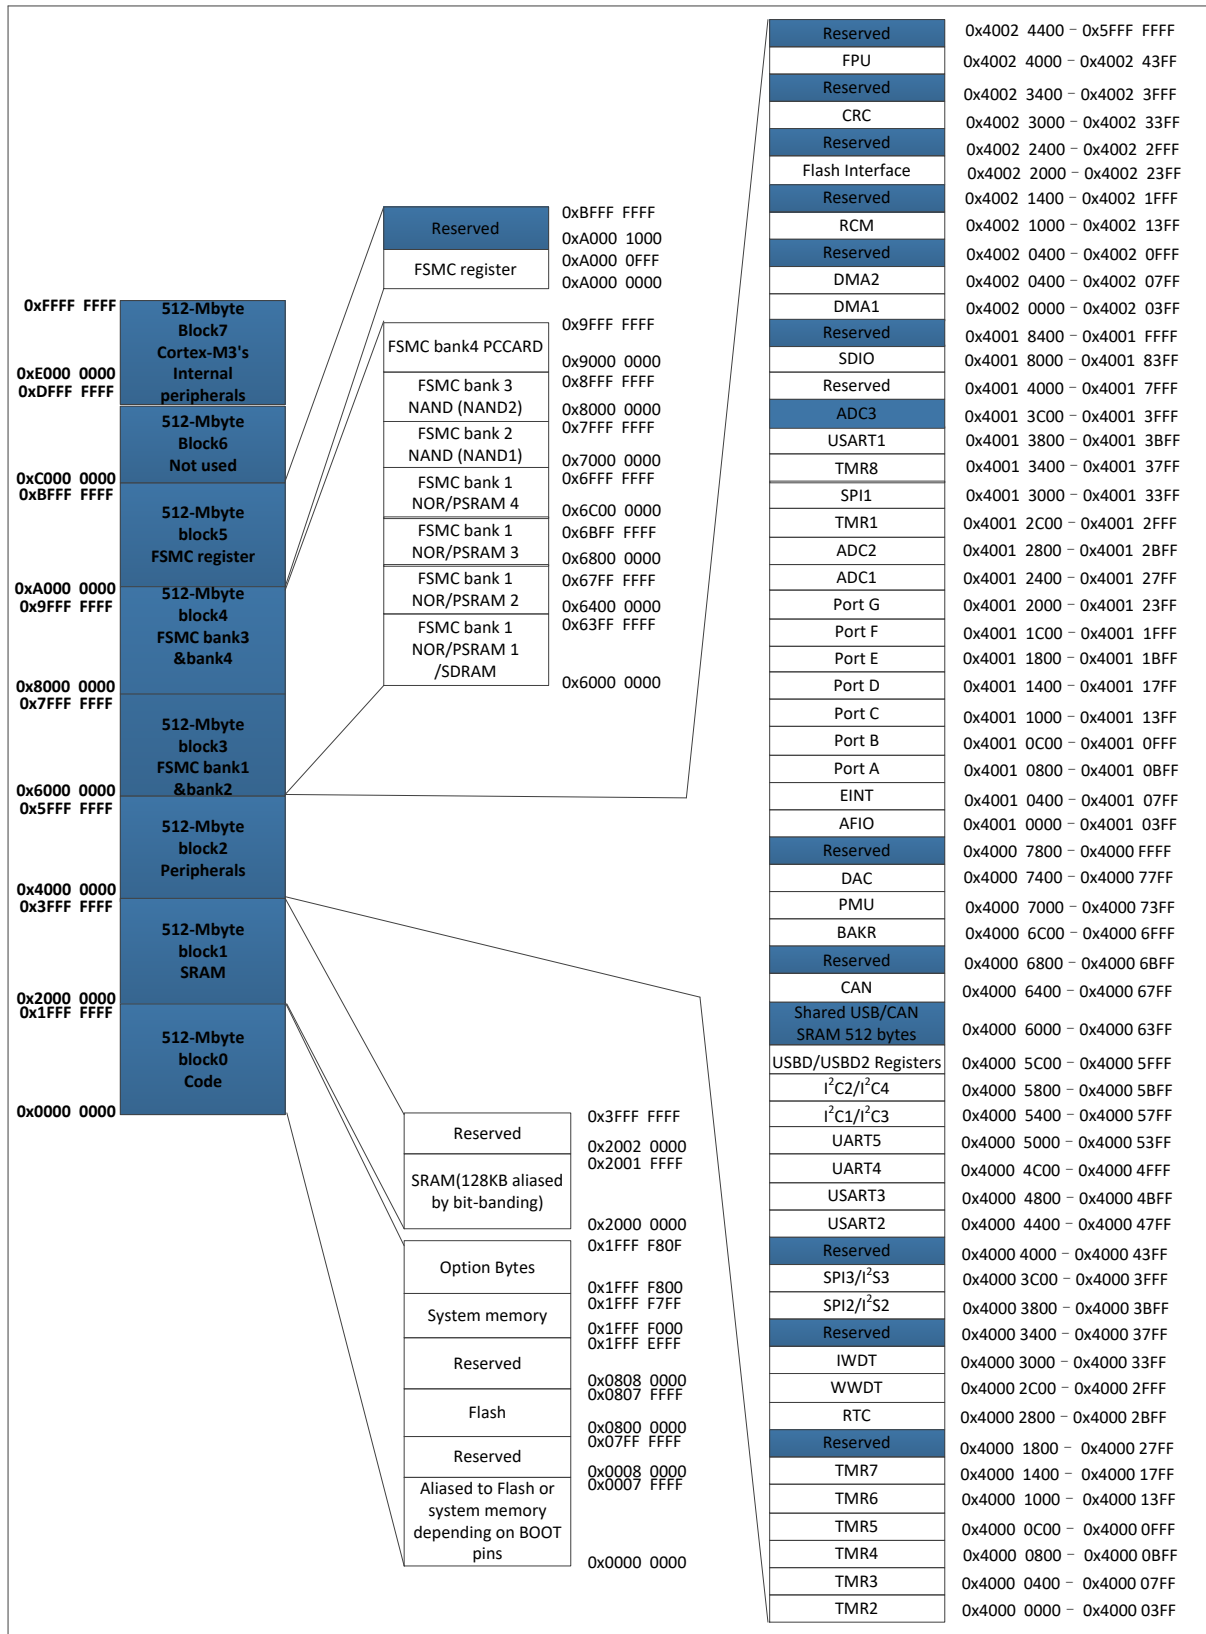 0xFFFF FFFF
512-Mbyte
Block7
Cortex-M3's
Internal
peripherals
0xE000 0000
0xDFFF FFFF
512-Mbyte
Block6
Not used
0xC000 0000
0xBFFF FFFF
512-Mbyte
block5
FSMC register
0xA000 0000
0x9FFF FFFF
512-Mbyte
block4
FSMC bank3
&bank4
0x8000 0000
0x7FFF FFFF
512-Mbyte
block3
FSMC bank1
&bank2
0x6000 0000
0x5FFF FFFF
512-Mbyte
block2
Peripherals
0x4000 0000
0x3FFF FFFF
512-Mbyte
block1
SRAM
0x2000 0000
0x1FFF FFFF
512-Mbyte
block0
Code
0x0000 0000
Reserved
0xBFFF FFFF
0xA000 1000
FSMC register
0xA000 0FFF
0xA000 0000
FSMC bank4 PCCARD
0x9FFF FFFF
0x9000 0000
FSMC bank 3
NAND (NAND2)
0x8FFF FFFF
0x8000 0000
FSMC bank 2
NAND (NAND1)
0x7FFF FFFF
0x7000 0000
FSMC bank 1
NOR/PSRAM 4
0x6FFF FFFF
0x6C00 0000
FSMC bank 1
NOR/PSRAM 3
0x6BFF FFFF
0x6800 0000
FSMC bank 1
NOR/PSRAM 2
0x67FF FFFF
0x6400 0000
FSMC bank 1
NOR/PSRAM 1
/SDRAM
0x63FF FFFF
0x6000 0000
Reserved
0x3FFF FFFF
0x2002 0000
SRAM(128KB aliased
by bit-banding)
0x2001 FFFF
0x2000 0000
Option Bytes
0x1FFF F80F
0x1FFF F800
System memory
0x1FFF F7FF
0x1FFF F000
Reserved
0x1FFF EFFF
0x0808 0000
Flash
0x0807 FFFF
0x0800 0000
Reserved
0x07FF FFFF
0x0008 0000
Aliased to Flash or
system memory
depending on BOOT
pins
0x0007 FFFF
0x0000 0000
Reserved 0x4002 4400 – 0x5FFF FFFF
FPU 0x4002 4000 – 0x4002 43FF
Reserved 0x4002 3400 – 0x4002 3FFF
CRC 0x4002 3000 – 0x4002 33FF
Reserved 0x4002 2400 – 0x4002 2FFF
Flash Interface 0x4002 2000 – 0x4002 23FF
Reserved 0x4002 1400 – 0x4002 1FFF
RCM 0x4002 1000 – 0x4002 13FF
Reserved 0x4002 0400 – 0x4002 0FFF
DMA2 0x4002 0400 – 0x4002 07FF
DMA1 0x4002 0000 – 0x4002 03FF
Reserved 0x4001 8400 – 0x4001 FFFF
SDIO 0x4001 8000 – 0x4001 83FF
Reserved 0x4001 4000 – 0x4001 7FFF
ADC3 0x4001 3C00 – 0x4001 3FFF
USART1 0x4001 3800 – 0x4001 3BFF
TMR8 0x4001 3400 – 0x4001 37FF
SPI1 0x4001 3000 – 0x4001 33FF
TMR1 0x4001 2C00 – 0x4001 2FFF
ADC2 0x4001 2800 – 0x4001 2BFF
ADC1 0x4001 2400 – 0x4001 27FF
Port G 0x4001 2000 – 0x4001 23FF
Port F 0x4001 1C00 – 0x4001 1FFF
Port E 0x4001 1800 – 0x4001 1BFF
Port D 0x4001 1400 – 0x4001 17FF
Port C 0x4001 1000 – 0x4001 13FF
Port B 0x4001 0C00 – 0x4001 0FFF
Port A 0x4001 0800 – 0x4001 0BFF
EINT 0x4001 0400 – 0x4001 07FF
AFIO 0x4001 0000 – 0x4001 03FF
Reserved 0x4000 7800 – 0x4000 FFFF
DAC 0x4000 7400 – 0x4000 77FF
PMU 0x4000 7000 – 0x4000 73FF
BAKR 0x4000 6C00 – 0x4000 6FFF
Reserved 0x4000 6800 – 0x4000 6BFF
CAN 0x4000 6400 – 0x4000 67FF
Shared USB/CAN
SRAM 512 bytes 0x4000 6000 – 0x4000 63FF
USBD/USBD2 Registers 0x4000 5C00 – 0x4000 5FFF
I²C2/I²C4 0x4000 5800 – 0x4000 5BFF
I²C1/I²C3 0x4000 5400 – 0x4000 57FF
UART5 0x4000 5000 – 0x4000 53FF
UART4 0x4000 4C00 – 0x4000 4FFF
USART3 0x4000 4800 – 0x4000 4BFF
USART2 0x4000 4400 – 0x4000 47FF
Reserved 0x4000 4000 – 0x4000 43FF
SPI3/I²S3 0x4000 3C00 – 0x4000 3FFF
SPI2/I²S2 0x4000 3800 – 0x4000 3BFF
Reserved 0x4000 3400 – 0x4000 37FF
IWDT 0x4000 3000 – 0x4000 33FF
WWDT 0x4000 2C00 – 0x4000 2FFF
RTC 0x4000 2800 – 0x4000 2BFF
Reserved 0x4000 1800 – 0x4000 27FF
TMR7 0x4000 1400 – 0x4000 17FF
TMR6 0x4000 1000 – 0x4000 13FF
TMR5 0x4000 0C00 – 0x4000 0FFF
TMR4 0x4000 0800 – 0x4000 0BFF
TMR3 0x4000 0400 – 0x4000 07FF
TMR2 0x4000 0000 – 0x4000 03FF